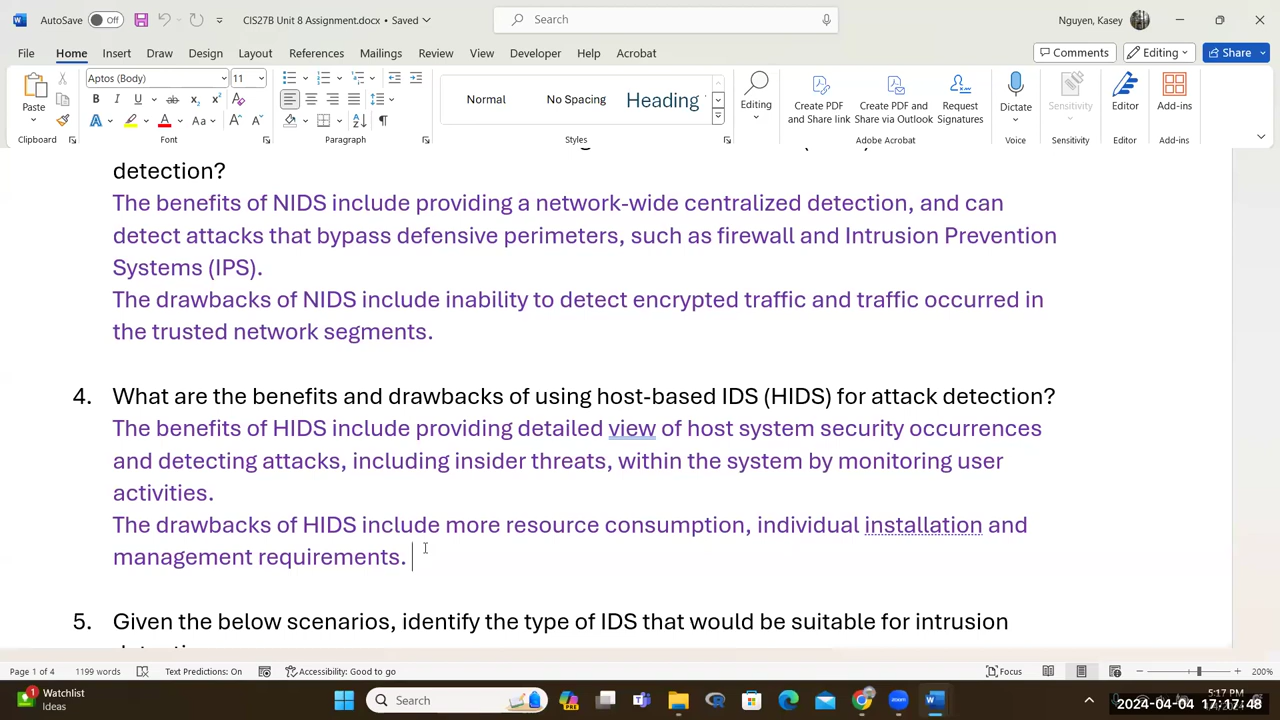 AutoSave Off CIS27B Unit 8 Assignment.docx • Saved Search Nguyen, Kasey
File Home Insert Draw Design Layout References Mailings Review View Developer Help Acrobat Comments Editing Share
Aptos (Body) 11 Normal No Spacing Heading
Paste Editing Create PDF and Share link Create PDF and Share via Outlook Request Signatures Dictate Sensitivity Editor Add-ins
Clipboard Font Paragraph Styles Adobe Acrobat Voice Sensitivity Editor Add-ins
detection?
The benefits of NIDS include providing a network-wide centralized detection, and can
detect attacks that bypass defensive perimeters, such as firewall and Intrusion Prevention
Systems (IPS).
The drawbacks of NIDS include inability to detect encrypted traffic and traffic occurred in
the trusted network segments.
4. What are the benefits and drawbacks of using host-based IDS (HIDS) for attack detection?
The benefits of HIDS include providing detailed view of host system security occurrences
and detecting attacks, including insider threats, within the system by monitoring user
activities.
The drawbacks of HIDS include more resource consumption, individual installation and
management requirements.
5. Given the below scenarios, identify the type of IDS that would be suitable for intrusion
Page 1 of 4 1199 words Text Predictions: On Accessibility: Good to go Focus 200%
1 Watchlist Ideas Search 5:17 PM
2024-04-04 17:17:48